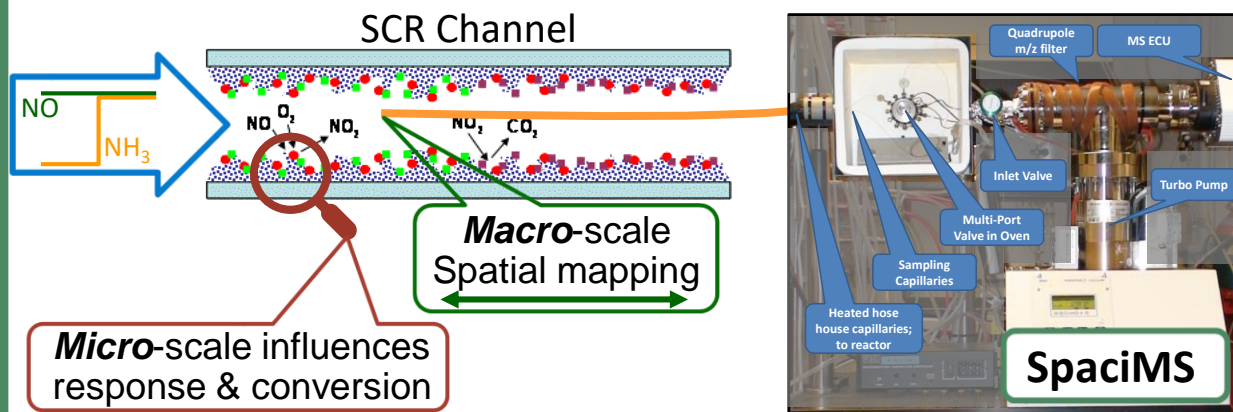 SCR Channel
NO
NH3
NO
O2
NO2
NO2
CO2
Macro-scale
Spatial mapping
Micro-scale influences
response & conversion
Quadrupole
m/z filter
MS ECU
Inlet Valve
Turbo Pump
Multi-Port
Valve in Oven
Sampling
Capillaries
Heated hose
house capillaries;
to reactor
SpaciMS